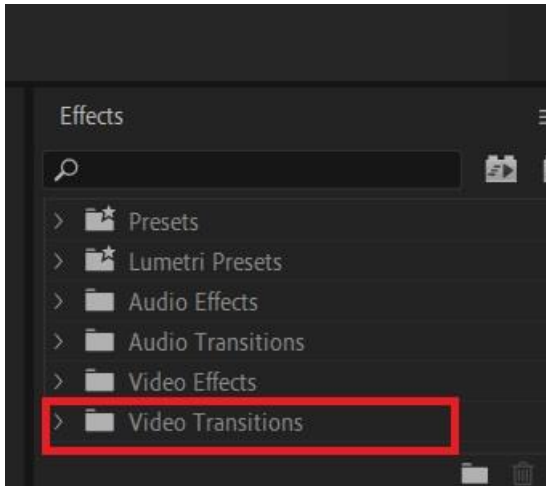 Effects
Presets
Lumetri Presets
Audio Effects
Audio Transitions
Video Effects
Video Transitions